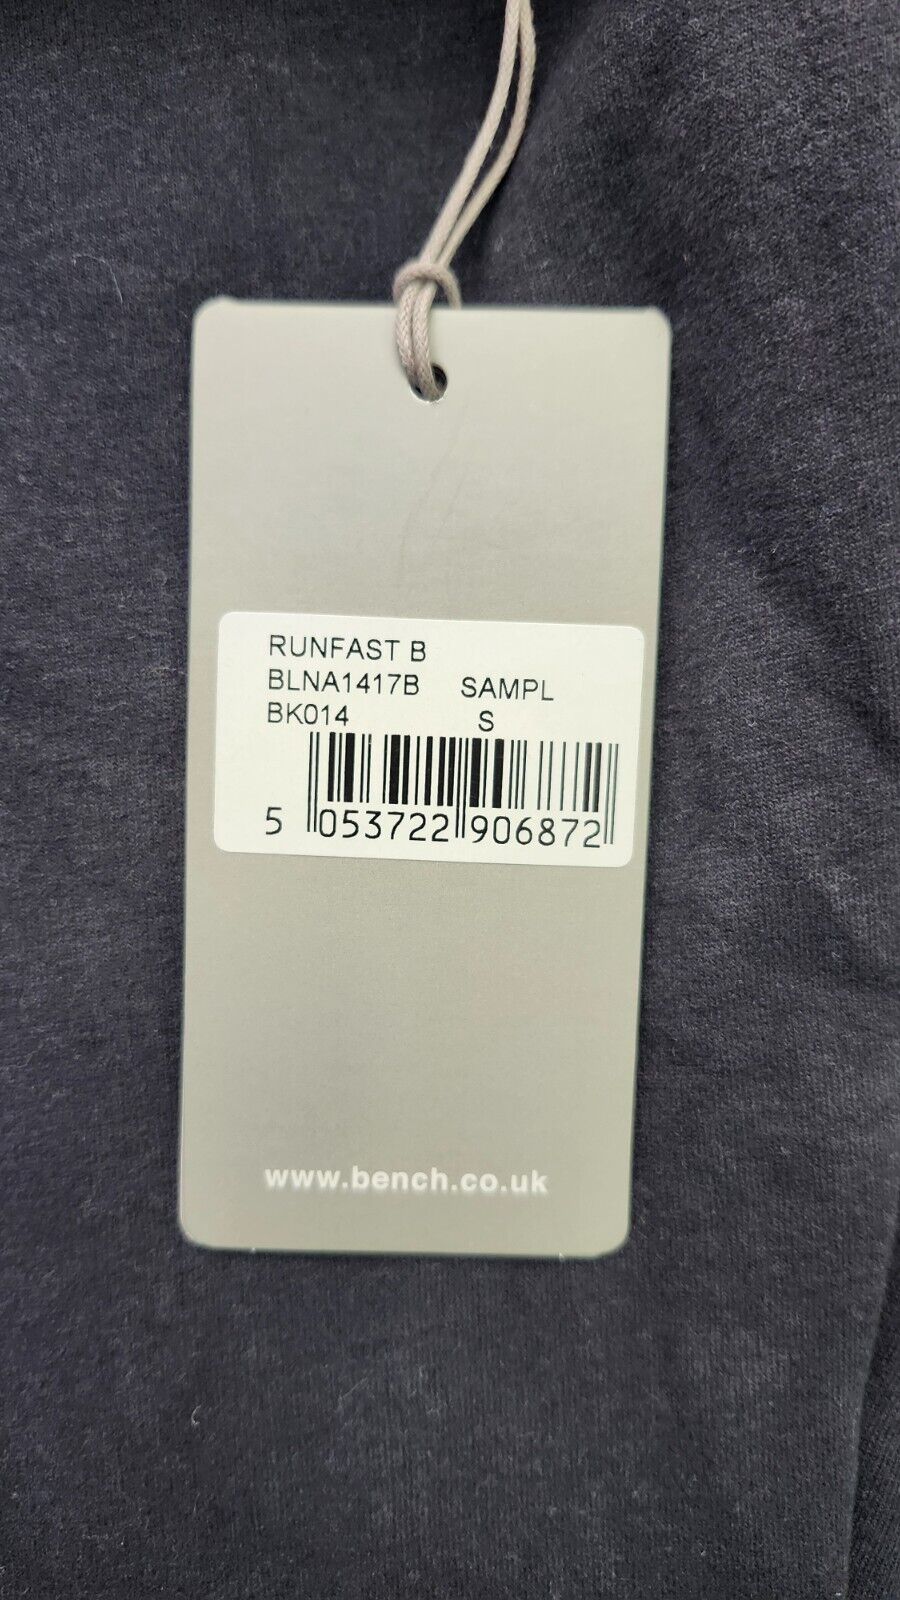 RUNFAST B
BLNA1417B SAMPL
BK014 S
5 053722 906872
www.bench.co.uk